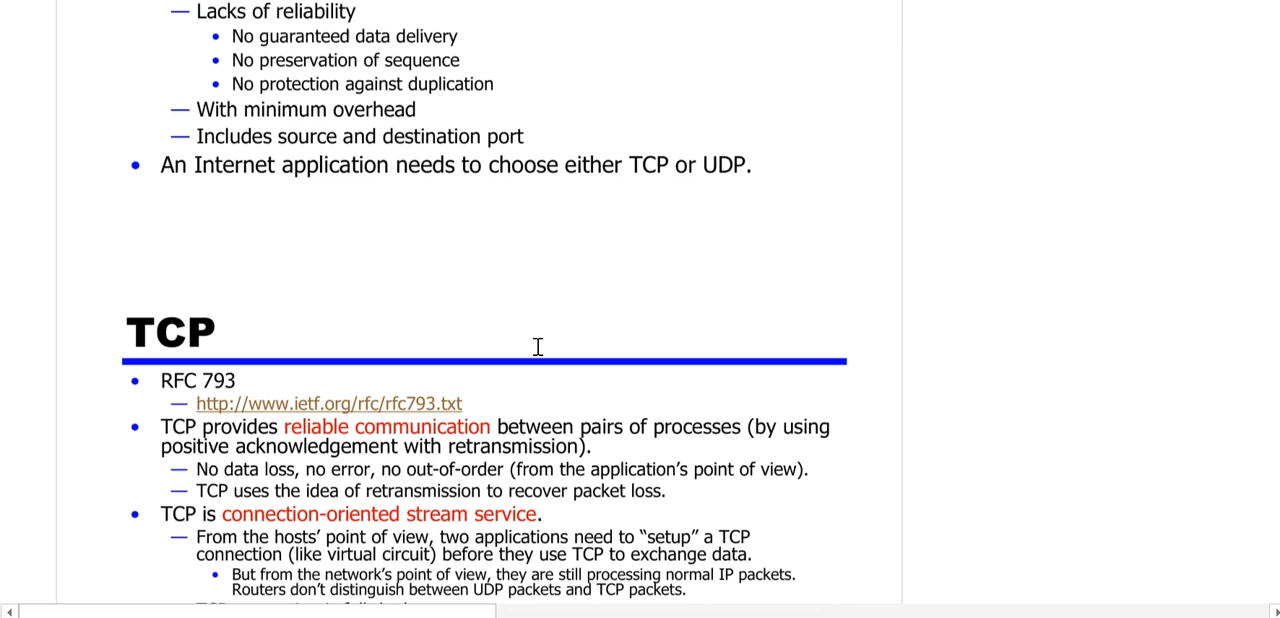 — Lacks of reliability
• No guaranteed data delivery
• No preservation of sequence
• No protection against duplication
— With minimum overhead
— Includes source and destination port
• An Internet application needs to choose either TCP or UDP.
TCP
• RFC 793
— http://www.ietf.org/rfc/rfc793.txt
• TCP provides reliable communication between pairs of processes (by using
positive acknowledgement with retransmission).
— No data loss, no error, no out-of-order (from the application’s point of view).
— TCP uses the idea of retransmission to recover packet loss.
• TCP is connection-oriented stream service.
— From the hosts’ point of view, two applications need to “setup” a TCP
connection (like virtual circuit) before they use TCP to exchange data.
• But from the network’s point of view, they are still processing normal IP packets.
Routers don’t distinguish between UDP packets and TCP packets.